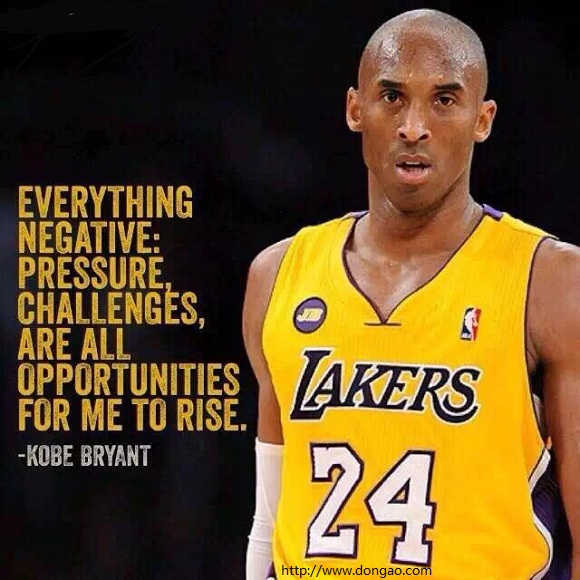 EVERYTHING
NEGATIVE:
PRESSURE,
CHALLENGES,
ARE ALL
OPPORTUNITIES
FOR ME TO RISE.
-KOBE BRYANT
JB
LAKERS
24
http://www.dongao.com